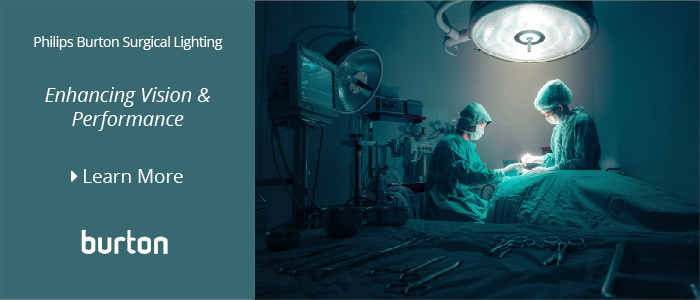 Philips Burton Surgical Lighting
Enhancing Vision &
Performance
Learn More
burton